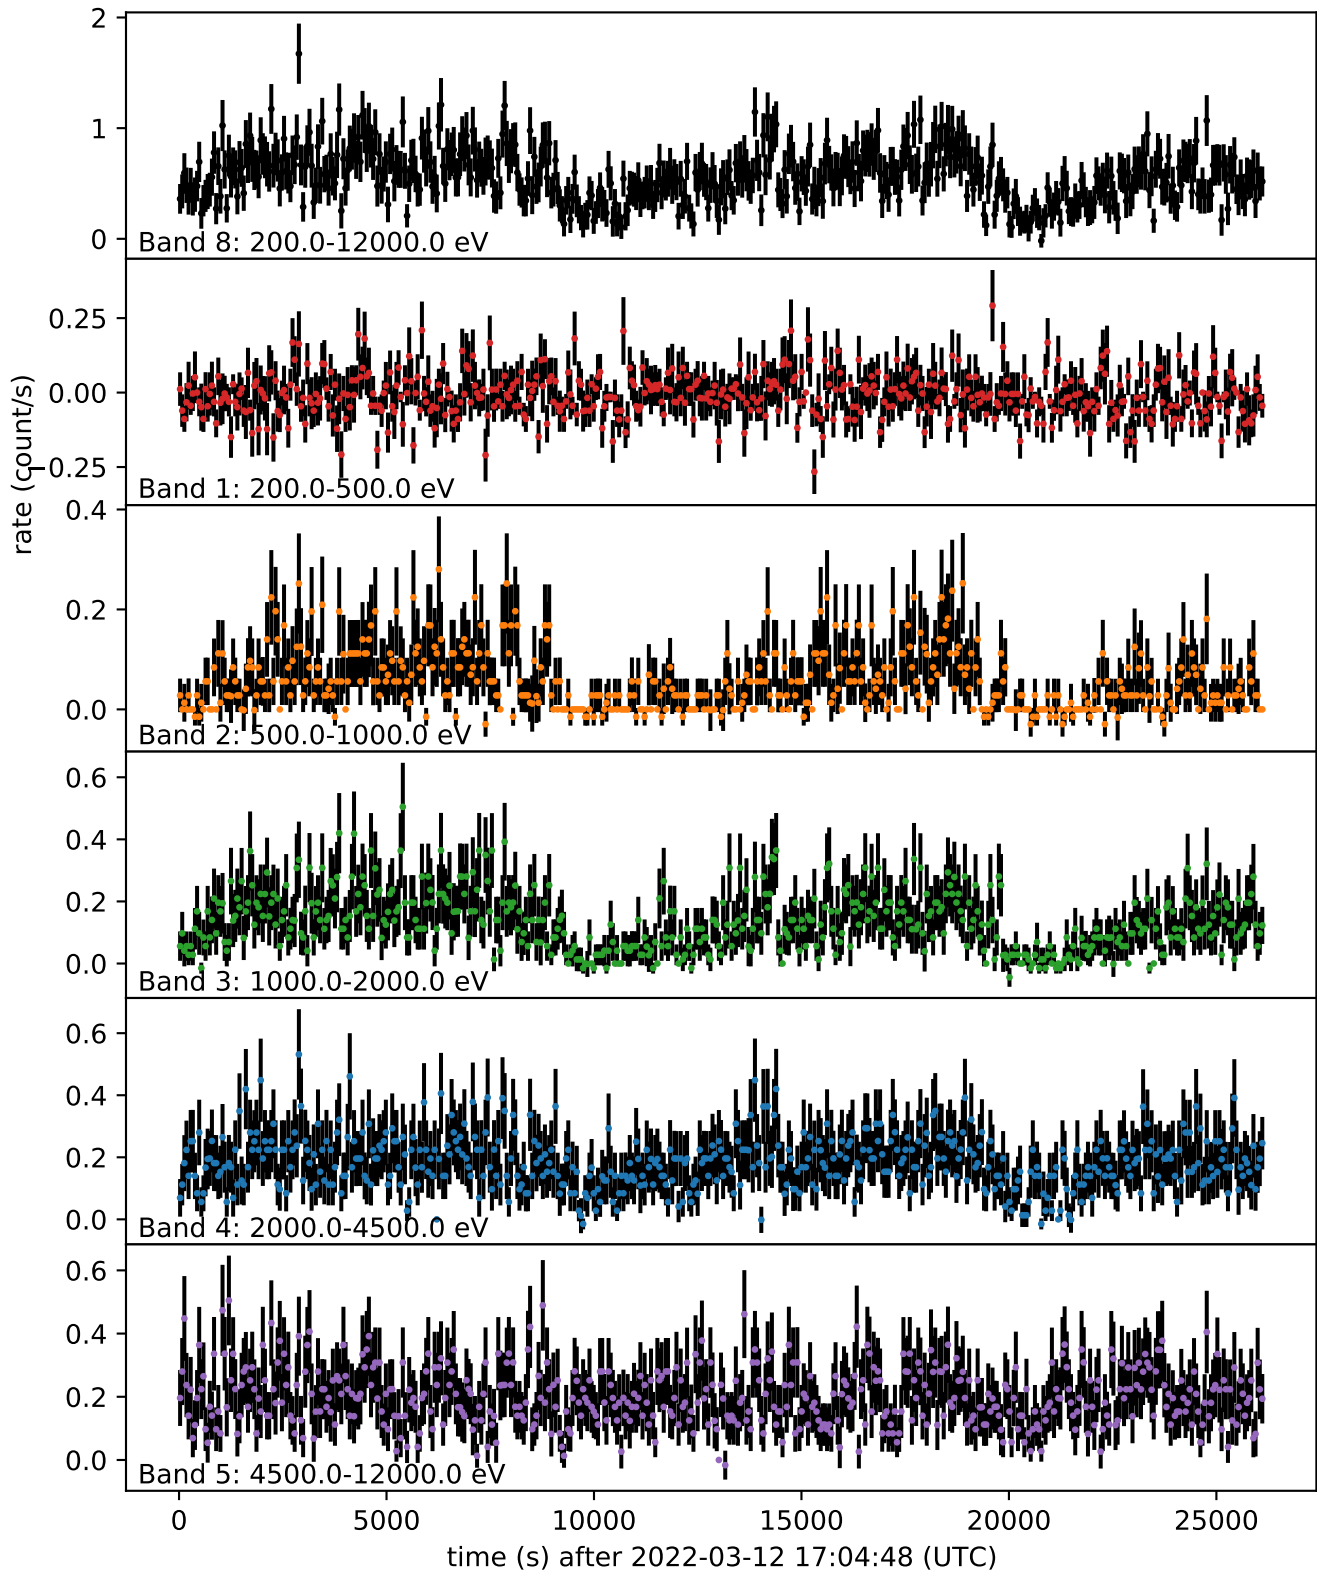 2
1
0
Band 8: 200.0-12000.0 eV
0.25
0.00
−0.25
Band 1: 200.0-500.0 eV
rate (count/s)
0.4
0.2
0.0
Band 2: 500.0-1000.0 eV
0.6
0.4
0.2
0.0
Band 3: 1000.0-2000.0 eV
0.6
0.4
0.2
0.0
Band 4: 2000.0-4500.0 eV
0.6
0.4
0.2
0.0
Band 5: 4500.0-12000.0 eV
0 5000 10000 15000 20000 25000
time (s) after 2022-03-12 17:04:48 (UTC)